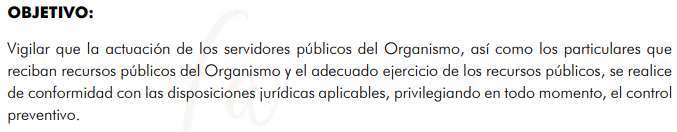 OBJETIVO:
Vigilar que la actuación de los servidores públicos del Organismo, así como los particulares que
reciban recursos públicos del Organismo y el adecuado ejercicio de los recursos públicos, se realice
de conformidad con las disposiciones jurídicas aplicables, privilegiando en todo momento, el control
preventivo.